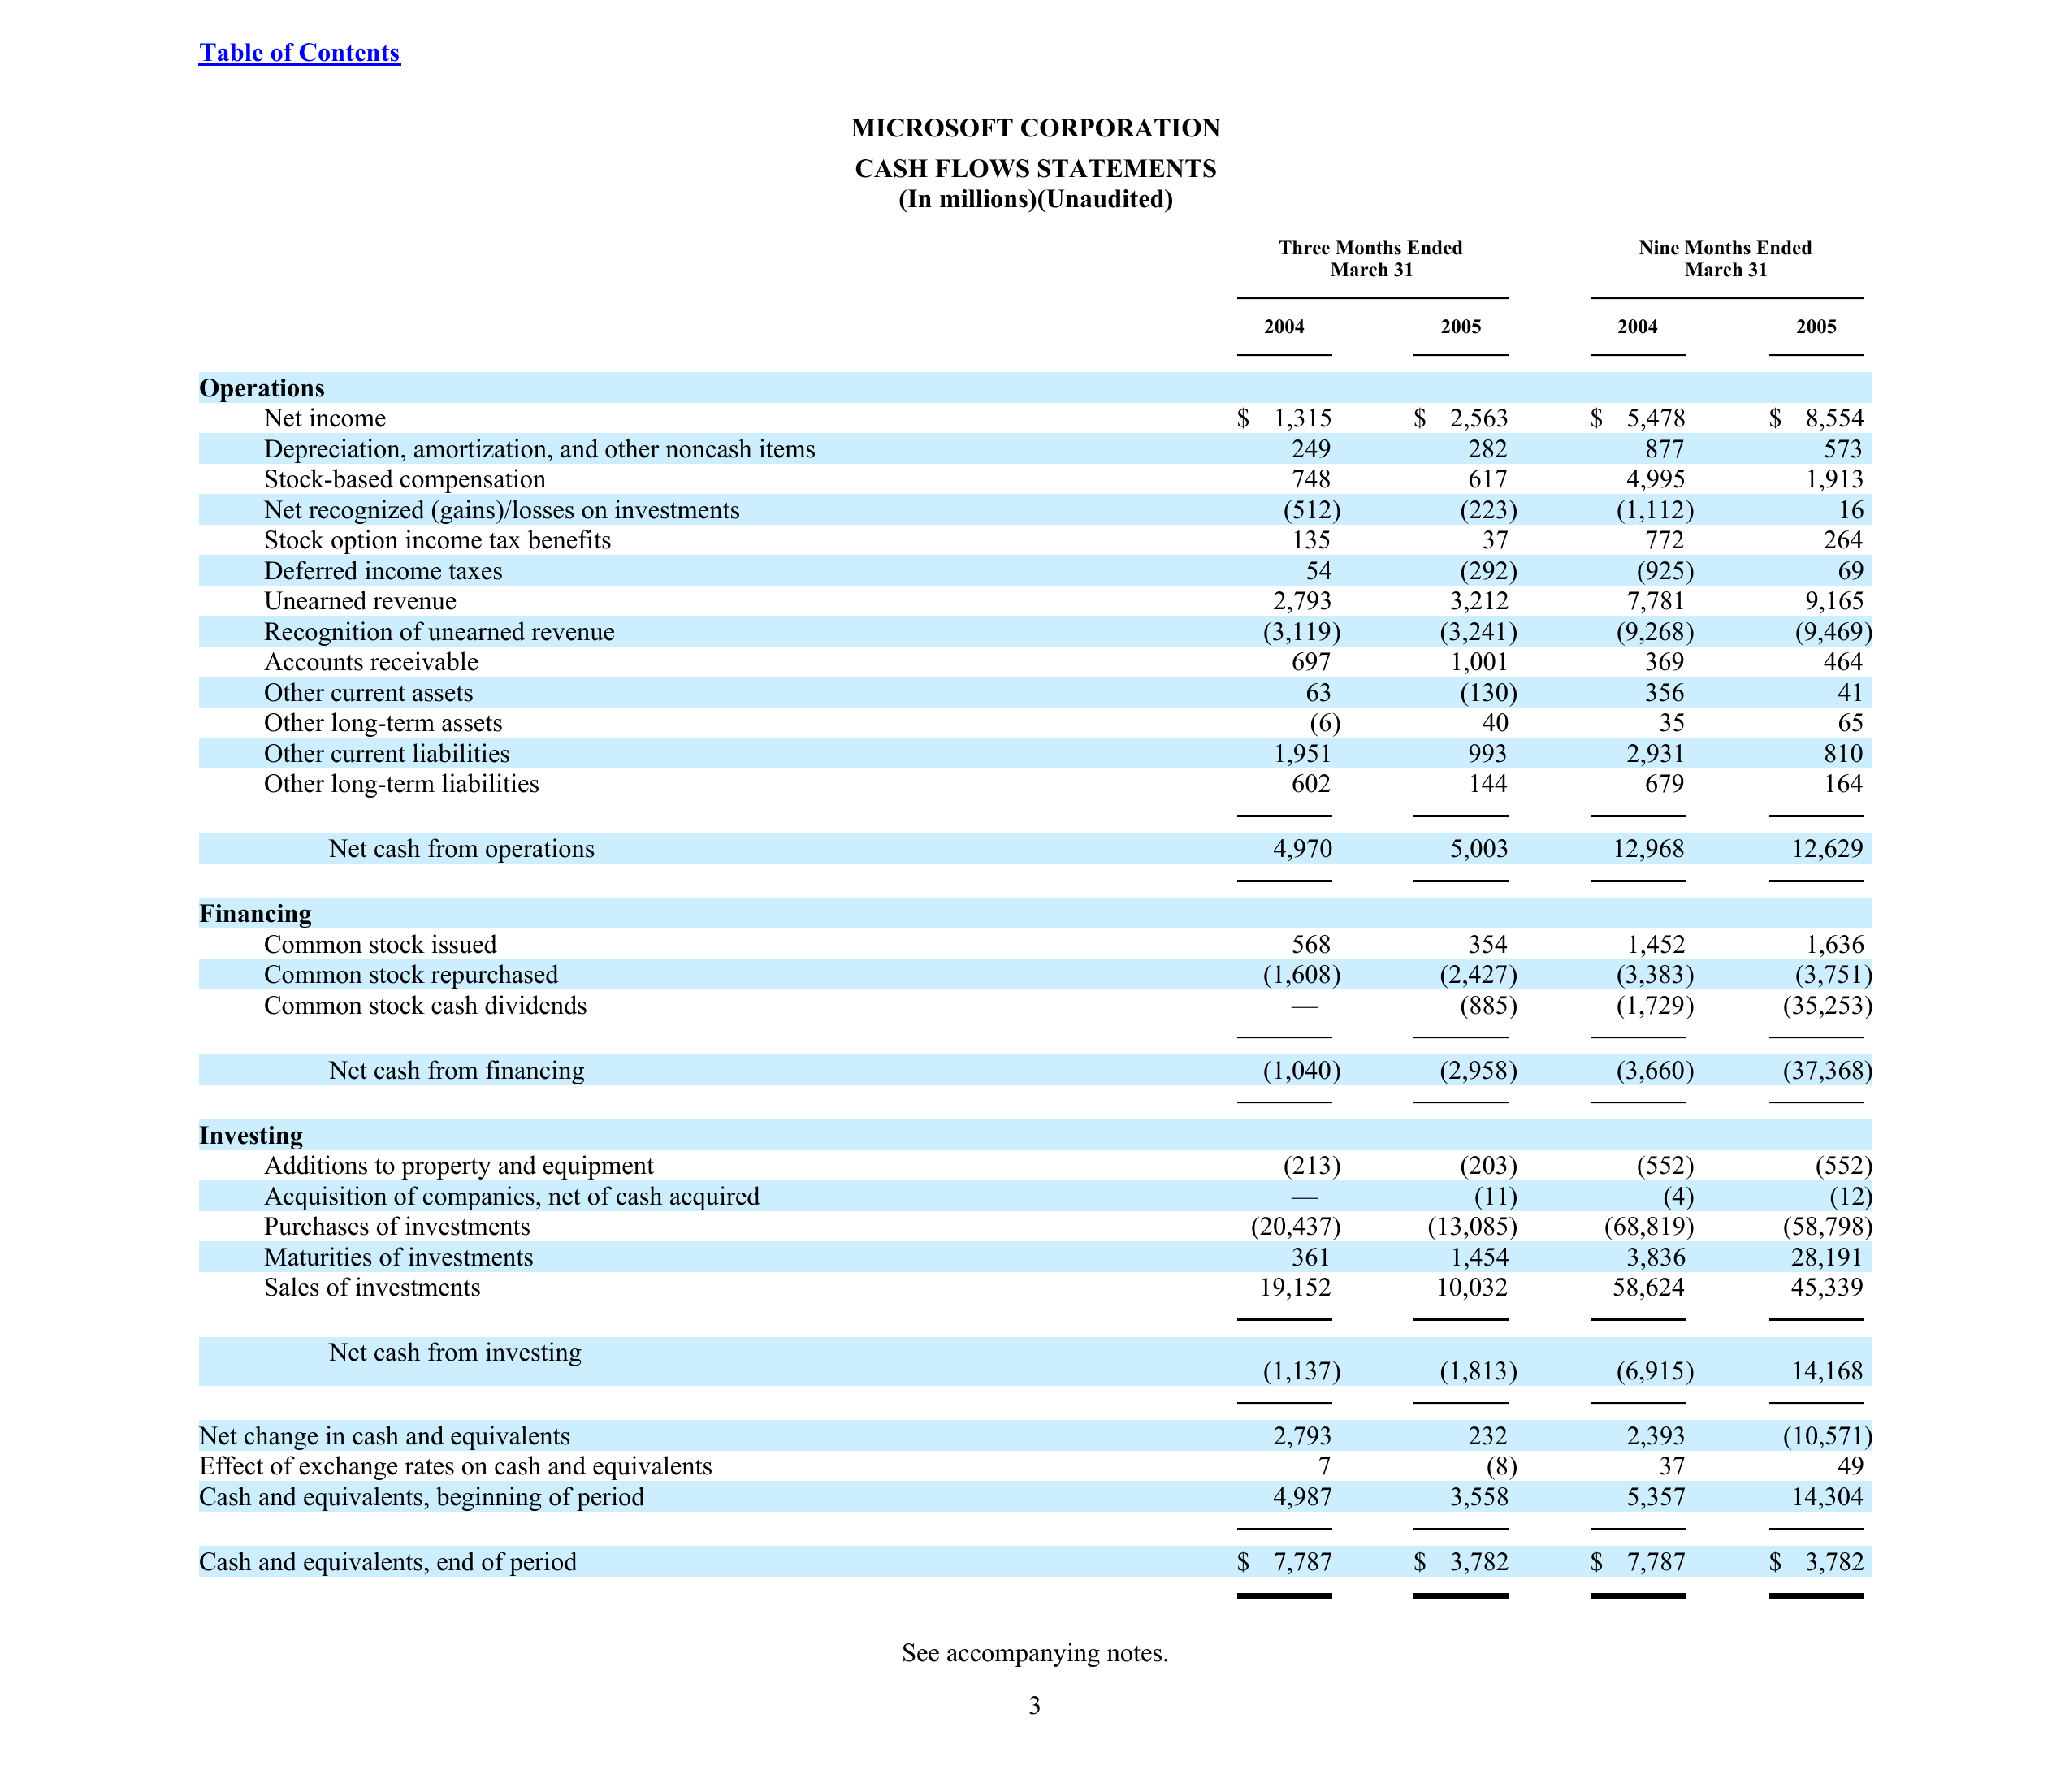 Table of Contents
MICROSOFT CORPORATION
CASH FLOWS STATEMENTS
(In millions)(Unaudited)
Three Months Ended March 31 Nine Months Ended March 31
2004 2005 2004 2005
Operations
Net income $ 1,315 $ 2,563 $ 5,478 $ 8,554
Depreciation, amortization, and other noncash items 249 282 877 573
Stock-based compensation 748 617 4,995 1,913
Net recognized (gains)/losses on investments (512) (223) (1,112) 16
Stock option income tax benefits 135 37 772 264
Deferred income taxes 54 (292) (925) 69
Unearned revenue 2,793 3,212 7,781 9,165
Recognition of unearned revenue (3,119) (3,241) (9,268) (9,469)
Accounts receivable 697 1,001 369 464
Other current assets 63 (130) 356 41
Other long-term assets (6) 40 35 65
Other current liabilities 1,951 993 2,931 810
Other long-term liabilities 602 144 679 164
Net cash from operations 4,970 5,003 12,968 12,629
Financing
Common stock issued 568 354 1,452 1,636
Common stock repurchased (1,608) (2,427) (3,383) (3,751)
Common stock cash dividends — (885) (1,729) (35,253)
Net cash from financing (1,040) (2,958) (3,660) (37,368)
Investing
Additions to property and equipment (213) (203) (552) (552)
Acquisition of companies, net of cash acquired — (11) (4) (12)
Purchases of investments (20,437) (13,085) (68,819) (58,798)
Maturities of investments 361 1,454 3,836 28,191
Sales of investments 19,152 10,032 58,624 45,339
Net cash from investing (1,137) (1,813) (6,915) 14,168
Net change in cash and equivalents 2,793 232 2,393 (10,571)
Effect of exchange rates on cash and equivalents 7 (8) 37 49
Cash and equivalents, beginning of period 4,987 3,558 5,357 14,304
Cash and equivalents, end of period $ 7,787 $ 3,782 $ 7,787 $ 3,782
See accompanying notes.
3